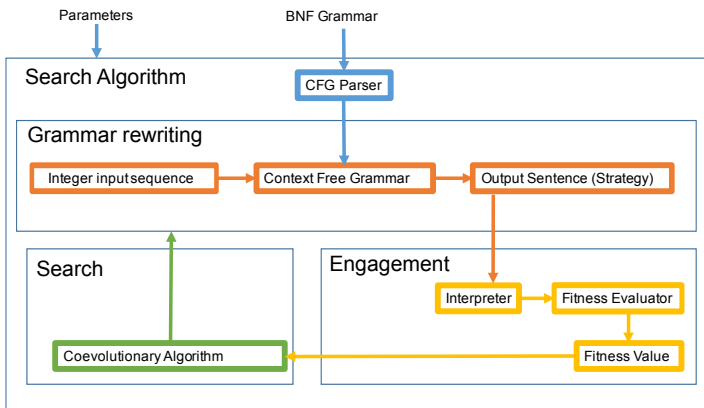 Parameters
BNF Grammar
Search Algorithm
CFG Parser
Grammar rewriting
Integer input sequence
Context Free Grammar
Output Sentence (Strategy)
Search
Engagement
Interpreter
Fitness Evaluator
Coevolutionary Algorithm
Fitness Value